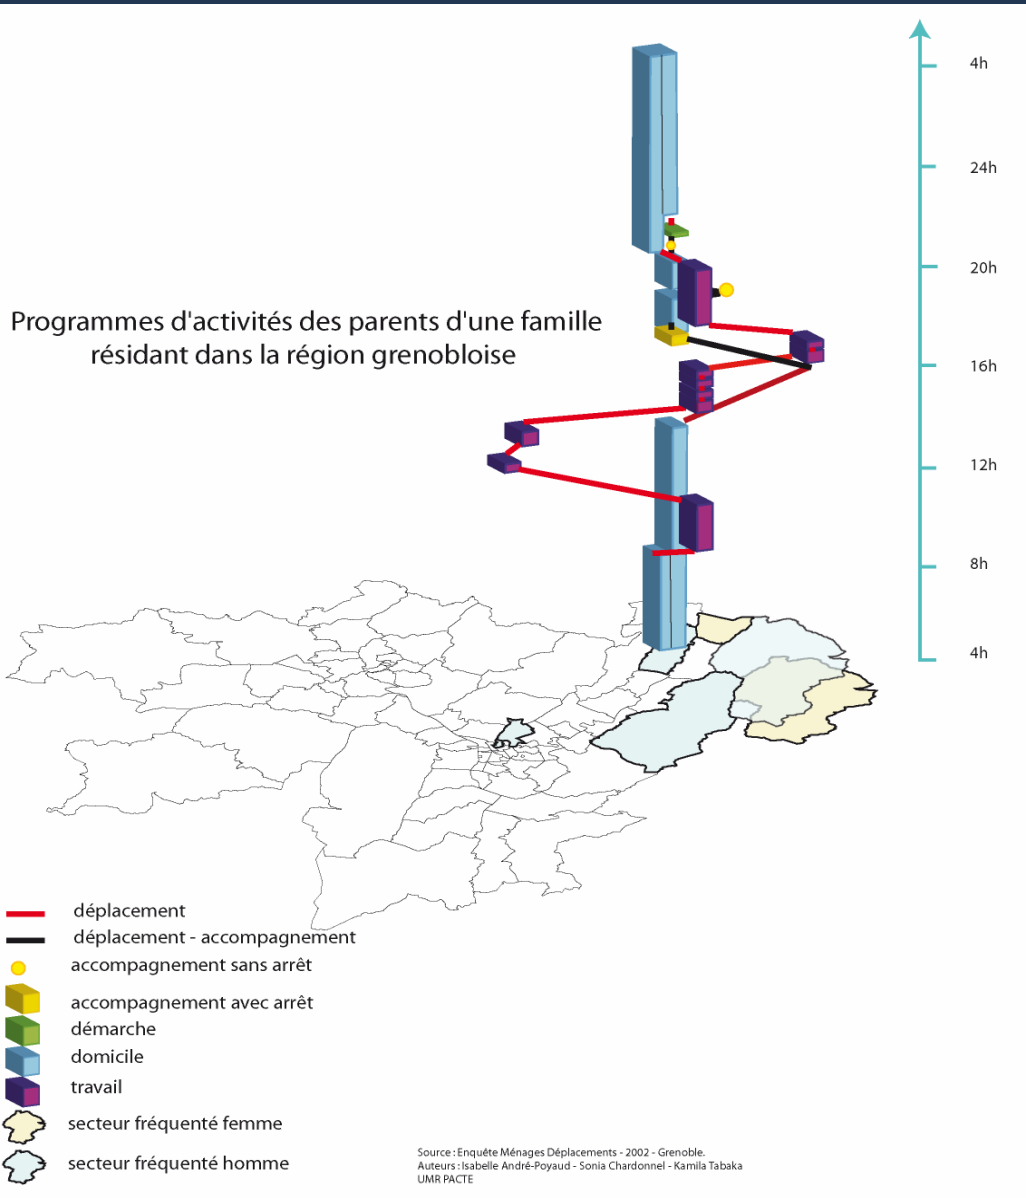 4h
24h
20h
Programmes d'activités des parents d'une famille
résidant dans la région grenobloise
16h
12h
8h
4h
déplacement
déplacement - accompagnement
accompagnement sans arrêt
accompagnement avec arrêt
démarche
domicile
travail
secteur fréquenté femme
secteur fréquenté homme
Source : Enquête Ménages Déplacements - 2002 - Grenoble.
Auteurs : Isabelle André-Poyaud - Sonia Chardonnel - Kamila Tabaka
UMR PACTE